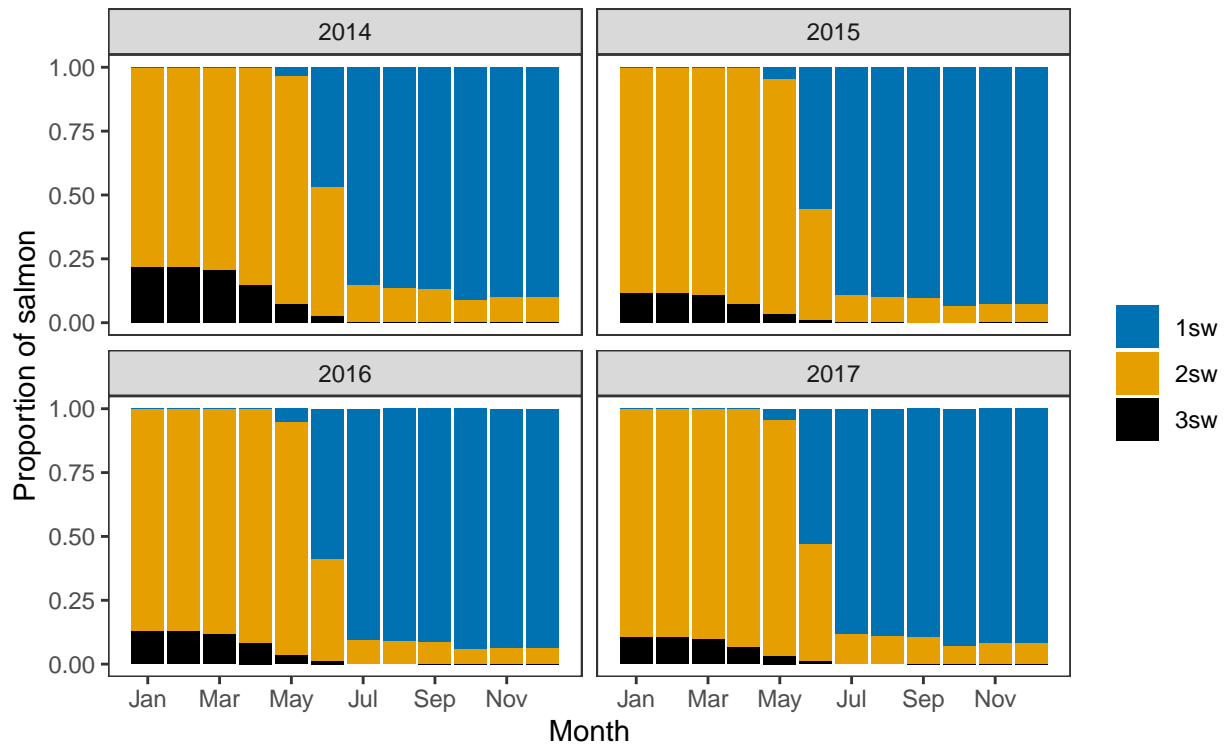 2014
2015
1.00
0.75
0.50
0.25
0.00
2016
2017
1.00
0.75
0.50
0.25
0.00
Jan Mar May Jul Sep Nov
Jan Mar May Jul Sep Nov
Month
Proportion of salmon
1sw
2sw
3sw